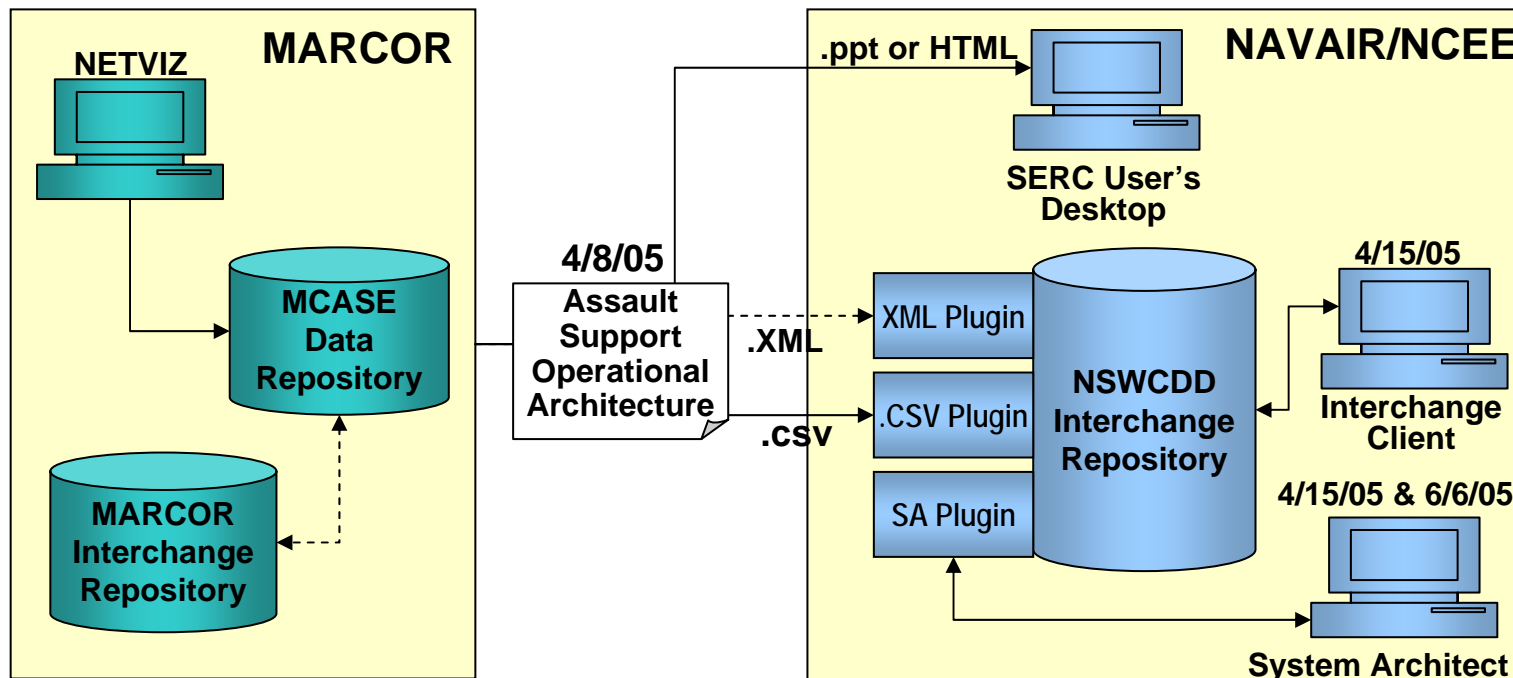 MARCOR
NETVIZ
MCASE
Data
Repository
MARCOR
Interchange
Repository
4/8/05
Assault
Support
Operational
Architecture
.ppt or HTML
.XML
.csv
NAVAIR/NCEE
SERC User’s
Desktop
XML Plugin
.CSV Plugin
SA Plugin
NSWCDD
Interchange
Repository
4/15/05
Interchange
Client
4/15/05 & 6/6/05
System Architect